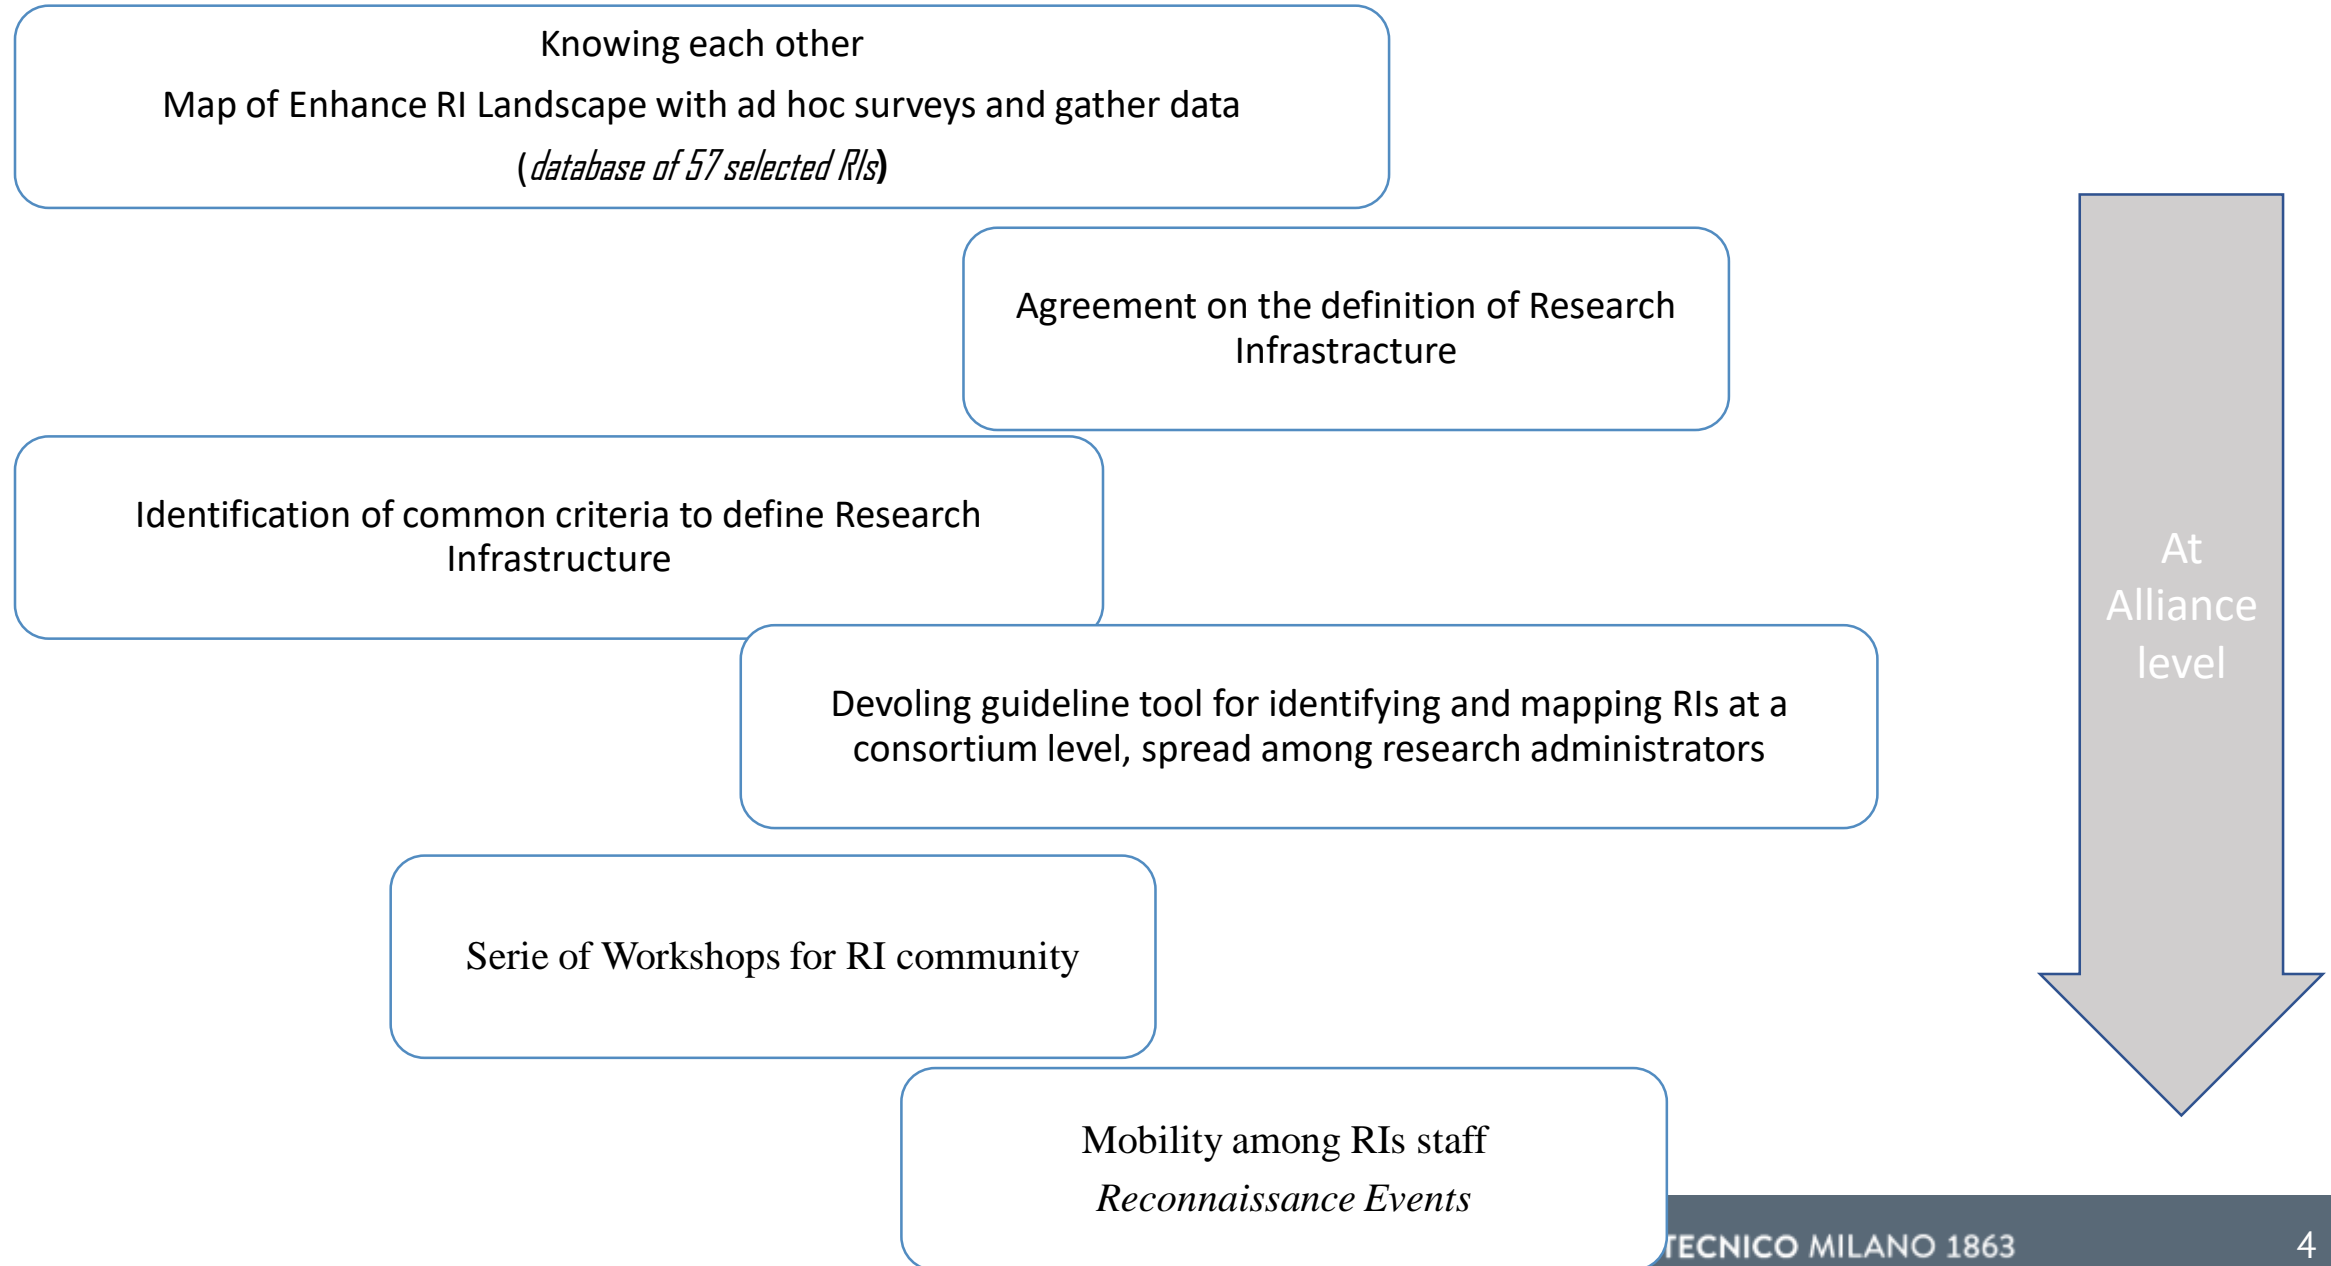 Knowing each other
Map of Enhance RI Landscape with ad hoc surveys and gather data
(database of 57 selected RIs)
Agreement on the definition of Research
Infrastracture
Identification of common criteria to define Research
Infrastructure
Devoling guideline tool for identifying and mapping RIs at a
consortium level, spread among research administrators
Serie of Workshops for RI community
Mobility among RIs staff
Reconnaissance Events
At
Alliance
level
TECNICO MILANO 1863
4